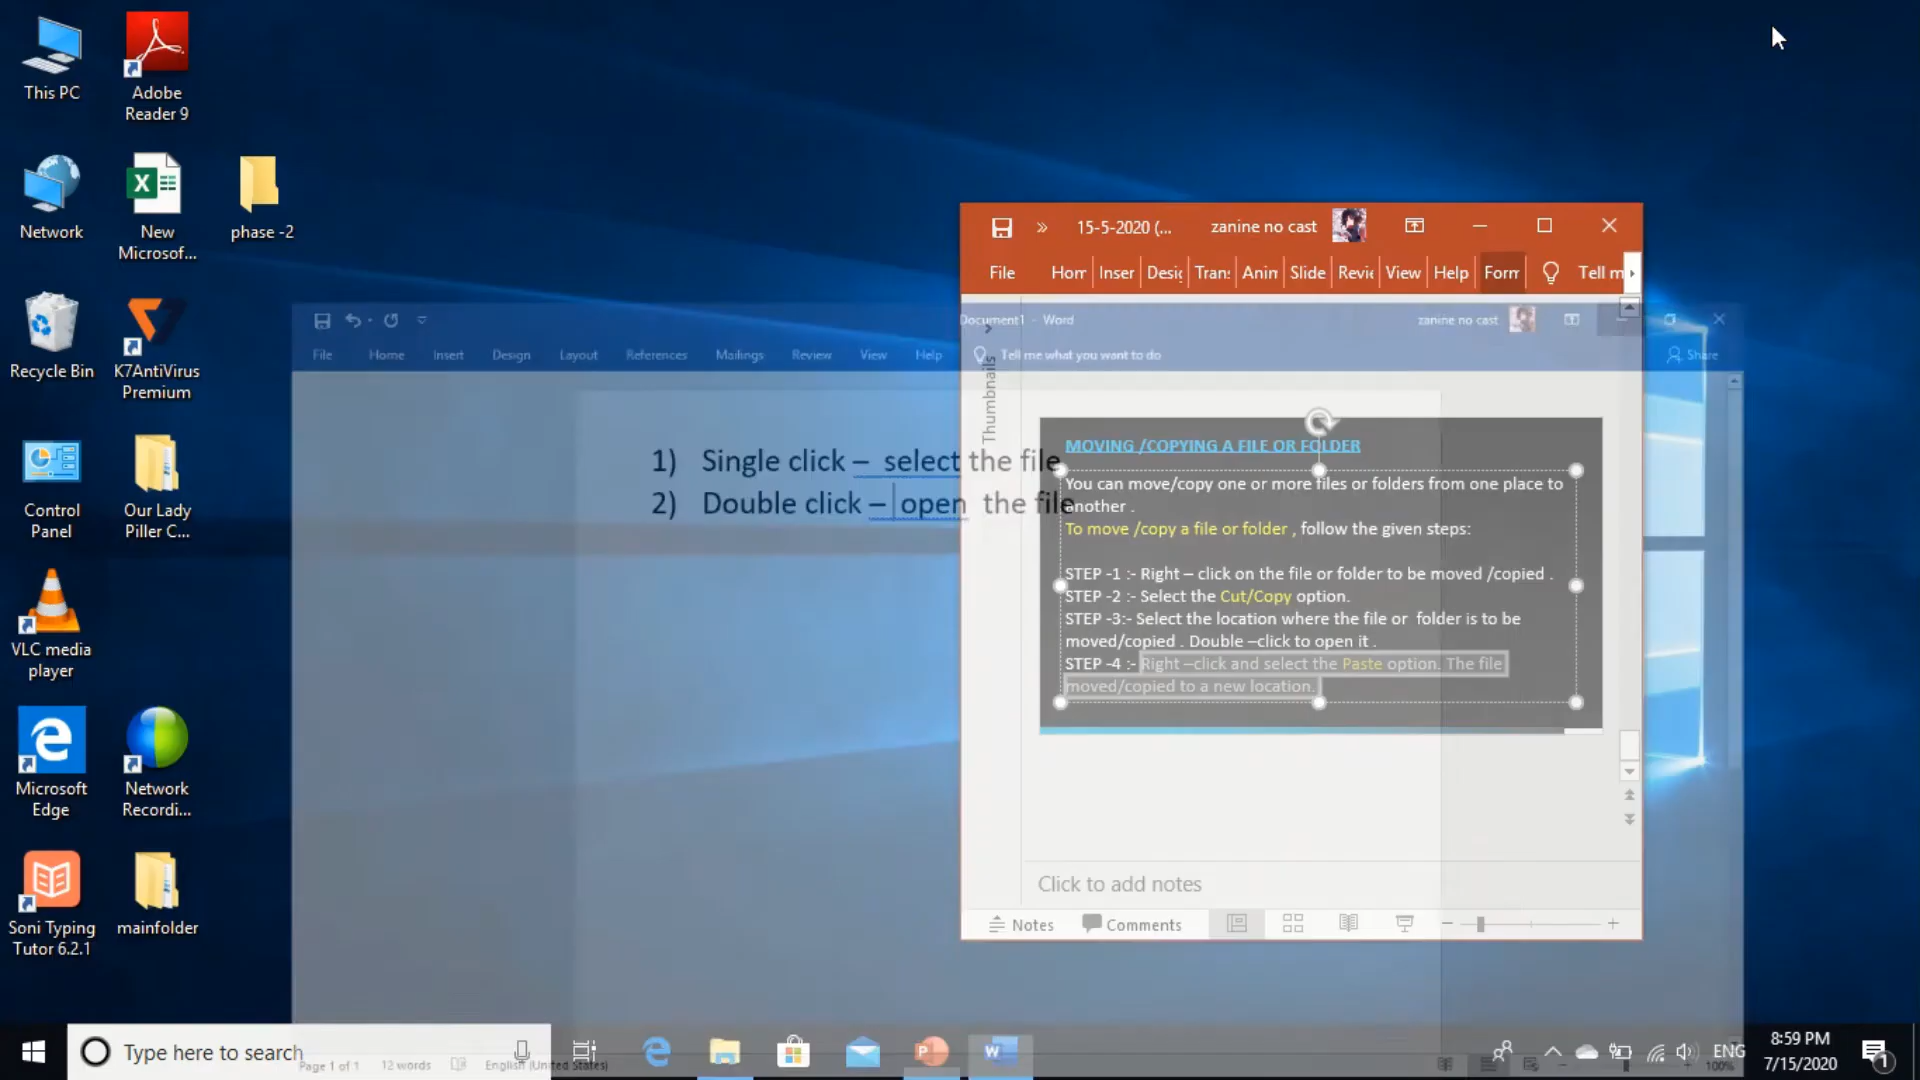 This PC
Adobe
Reader 9
Network
New
Microsof...
phase -2
Recycle Bin
K7AntiVirus
Premium
Control
Panel
Our Lady
Piller C...
VLC media
player
Microsoft
Edge
Network
Recordi...
Soni Typing
Tutor 6.2.1
mainfolder
15-5-2020 (...
zanine no cast
File
Hom
Inser
Desig
Trans
Anim
Slide
Revie
View
Help
Form
Tell m
Document1 - Word
zanine no cast
File
Home
Insert
Design
Layout
References
Mailings
Review
View
Help
Tell me what you want to do
Share
Thumbnails
1) Single click – select the file
2) Double click – open the file
MOVING /COPYING A FILE OR FOLDER
You can move/copy one or more files or folders from one place to
another .
To move /copy a file or folder , follow the given steps:
STEP -1 :- Right – click on the file or folder to be moved /copied .
STEP -2 :- Select the Cut/Copy option.
STEP -3:- Select the location where the file or folder is to be
moved/copied . Double –click to open it .
STEP -4 :- Right –click and select the Paste option. The file
moved/copied to a new location.
Click to add notes
Notes
Comments
Type here to search
Page 1 of 1
12 words
English (United States)
100%
ENG
8:59 PM
7/15/2020
1